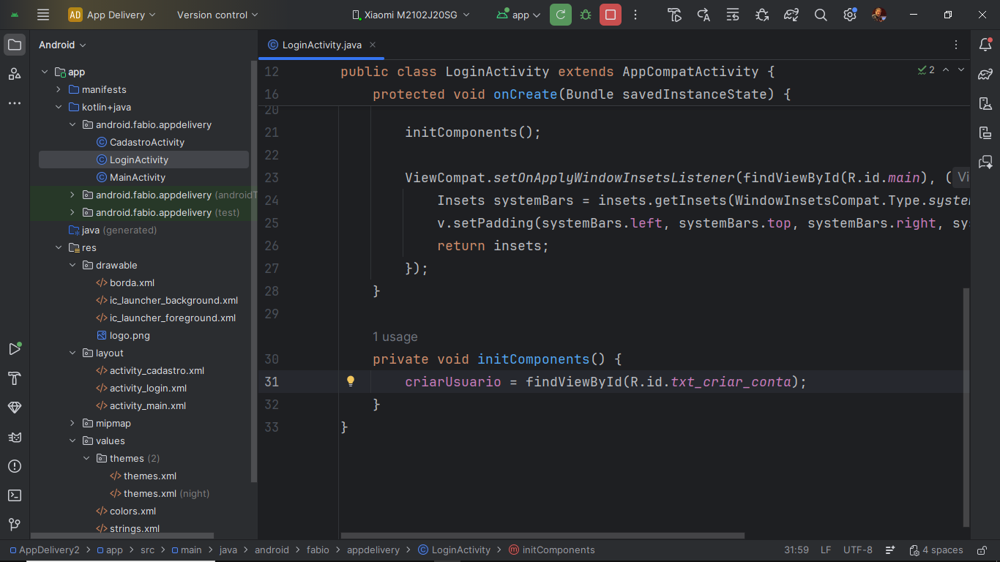 AD App Delivery Version control Xiaomi M2102J20SG app
Android
app
manifests
kotlin+java
android.fabio.appdelivery
CadastroActivity
LoginActivity
MainActivity
android.fabio.appdelivery (androidT
android.fabio.appdelivery (test)
java (generated)
res
drawable
borda.xml
ic_launcher_background.xml
ic_launcher_foreground.xml
logo.png
layout
activity_cadastro.xml
activity_login.xml
activity_main.xml
mipmap
values
themes (2)
themes.xml
themes.xml (night)
colors.xml
strings.xml
LoginActivity.java
2
12 public class LoginActivity extends AppCompatActivity {
16 protected void onCreate(Bundle savedInstanceState) {
20
21 initComponents();
22
23 ViewCompat.setOnApplyWindowInsetsListener(findViewById(R.id.main), ( Vi
24 Insets systemBars = insets.getInsets(WindowInsetsCompat.Type.system
25 v.setPadding(systemBars.left, systemBars.top, systemBars.right, sys
26 return insets;
27 });
28 }
29
1 usage
30 private void initComponents() {
31 criarUsuario = findViewById(R.id.txt_criar_conta);
32 }
33 }
AppDelivery2 > app > src > main > java > android > fabio > appdelivery > LoginActivity > initComponents
31:59 LF UTF-8 4 spaces